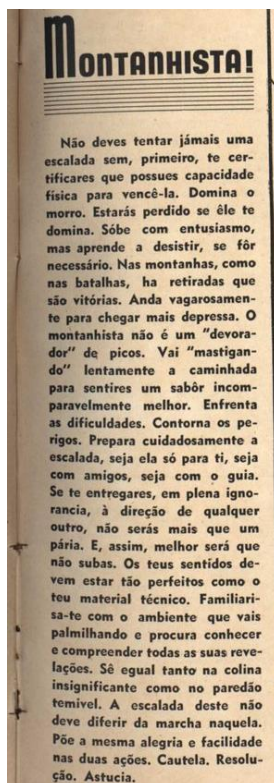 MONTANHISTA!
Não deves tentar jámais uma
escalada sem, primeiro, te cer-
tificares que possues capacidade
física para vencê-la. Domina o
morro. Estarás perdido se êle te
domina. Sóbe com entusiasmo,
mas aprende a desistir, se fôr
necessário. Nas montanhas, como
nas batalhas, ha retiradas que
são vitórias. Anda vagarosamen-
te para chegar mais depressa. O
montanhista não é um "devora-
dor" de picos. Vai "mastigan-
do" lentamente a caminhada
para sentires um sabôr incom-
paravelmente melhor. Enfrenta
as dificuldades. Contorna os pe-
rigos. Prepara cuidadosamente a
escalada, seja ela só para ti, seja
com amigos, seja com o guia.
Se te entregares, em plena igno-
rancia, à direção de qualquer
outro, não serás mais que um
pária. E, assim, melhor será que
não subas. Os teus sentidos de-
vem estar tão perfeitos como o
teu material técnico. Familiari-
sa-te com o ambiente que vais
palmilhando e procura conhecer
e compreender todas as suas reve-
lações. Sê egual tanto na colina
insignificante como no paredão
temivel. A escalada deste não
deve diferir da marcha naquela.
Põe a mesma alegria e facilidade
nas duas ações. Cautela. Resolu-
ção. Astucia.